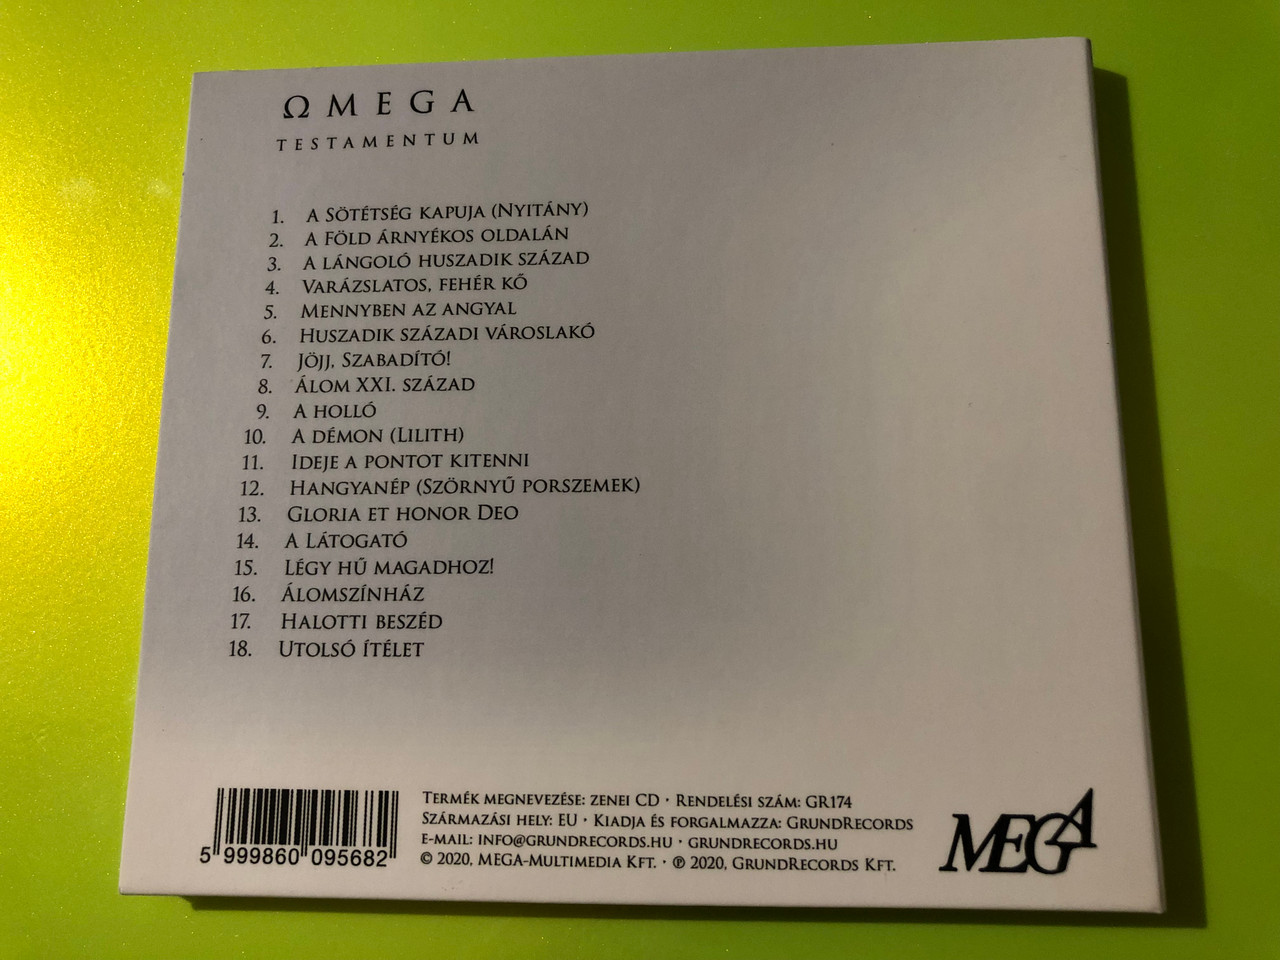 ΩMEGA
TESTAMENTUM
1. A Sötétség kapuja (Nyitány)
2. A Föld árnyékos oldalán
3. A lángoló huszadik század
4. Varázslatos, fehér kő
5. Mennyben az angyal
6. Huszadik századi városlakó
7. Jöjj, Szabadító!
8. Álom XXI. század
9. A holló
10. A démon (Lilith)
11. Ideje a pontot kitenni
12. Hangyanép (Szörnyű porszemek)
13. Gloria et honor Deo
14. A Látogató
15. Légy hű magadhoz!
16. Álomszínház
17. Halotti beszéd
18. Utolsó ítélet
Termék megnevezése: zenei CD · Rendelési szám: GR174
Származási hely: EU · Kiadja és forgalmazza: GrundRecords
e-mail: info@grundrecords.hu · grundrecords.hu
© 2020, MEGA-Multimedia Kft. · ℗ 2020, GrundRecords Kft.
5 999860 095682
MEGA